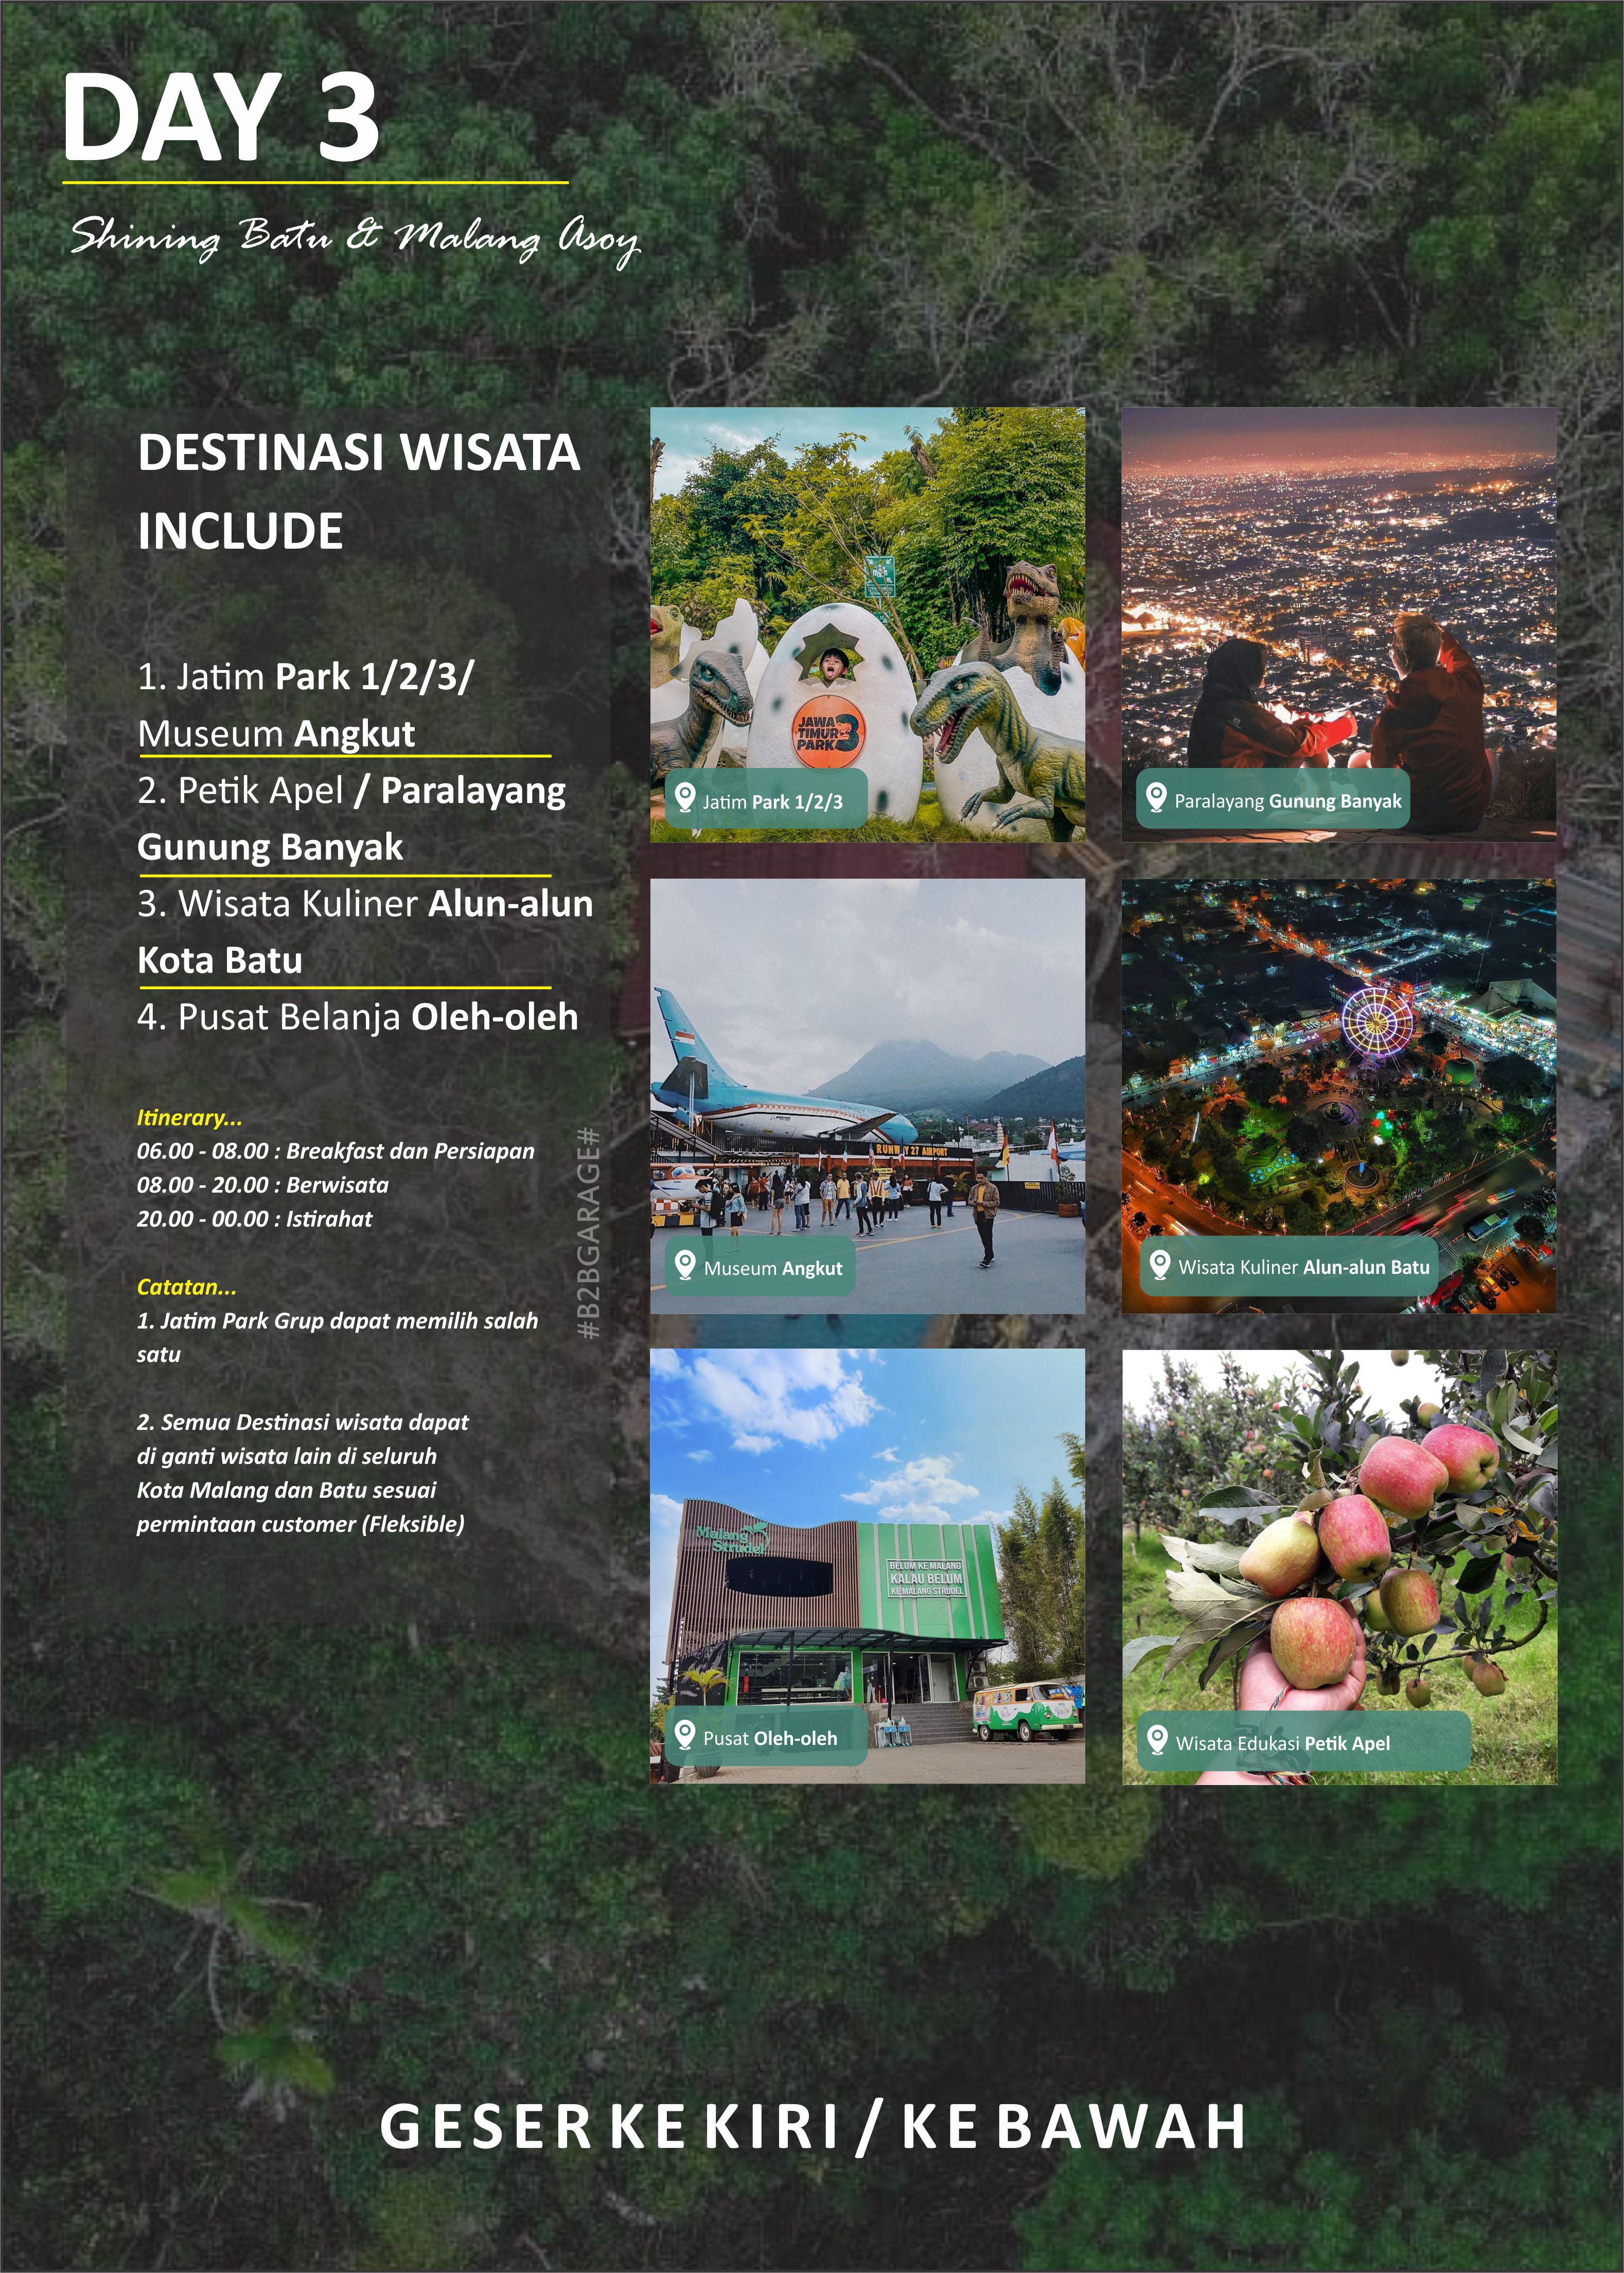 DAY 3
Shining Batu & Malang Asoy
DESTINASI WISATA
INCLUDE
1. Jatim Park 1/2/3/
Museum Angkut
2. Petik Apel / Paralayang
Gunung Banyak
3. Wisata Kuliner Alun-alun
Kota Batu
4. Pusat Belanja Oleh-oleh
Itinerary...
06.00 - 08.00 : Breakfast dan Persiapan
08.00 - 20.00 : Berwisata
20.00 - 00.00 : Istirahat
Catatan...
1. Jatim Park Grup dapat memilih salah
satu
2. Semua Destinasi wisata dapat
di ganti wisata lain di seluruh
Kota Malang dan Batu sesuai
permintaan customer (Fleksible)
#B2BGARAGE#
JAWA
TIMUR
PARK 3
Jatim Park 1/2/3
Paralayang Gunung Banyak
RUNWAY 27 AIRPORT
Museum Angkut
Wisata Kuliner Alun-alun Batu
Malang
Strudel
BELUM KE MALANG
KALAU BELUM
KE MALANG STRUDEL
Pusat Oleh-oleh
Wisata Edukasi Petik Apel
GESER KE KIRI / KE BAWAH